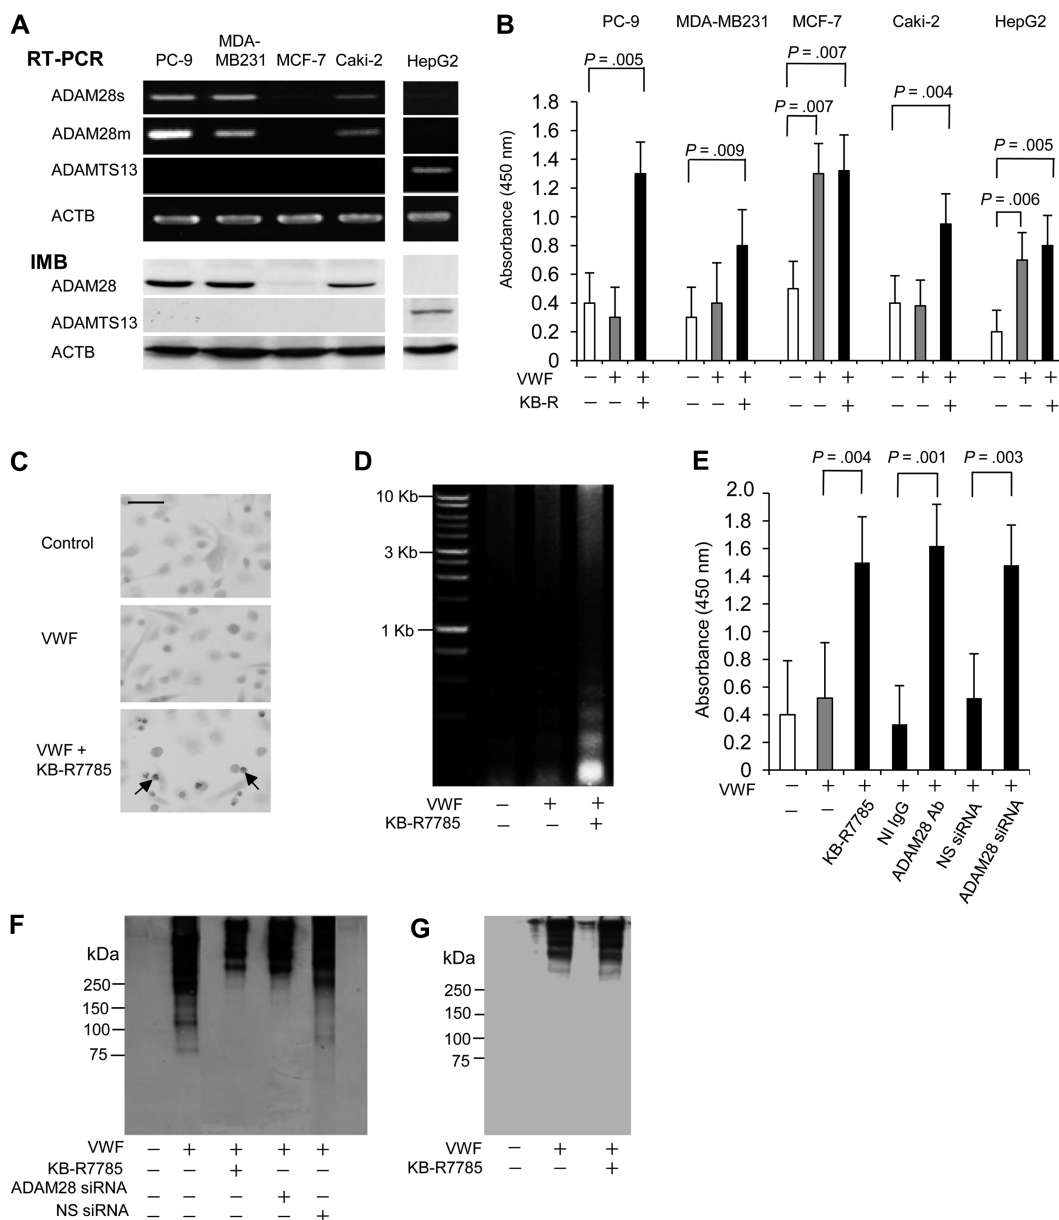 A
RT-PCR
PC-9 MDA-MB231 MCF-7 Caki-2 HepG2
ADAM28s
ADAM28m
ADAMTS13
ACTB
IMB
ADAM28
ADAMTS13
ACTB
B
PC-9 MDA-MB231 MCF-7 Caki-2 HepG2
P = .005
P = .009
P = .007
P = .007
P = .004
P = .005
P = .006
Absorbance (450 nm)
1.8
1.6
1.4
1.2
1.0
0.8
0.6
0.4
0.2
0
VWF – + + – + + – + + – + + – + +
KB-R – – + – – + – – + – – + – – +
C
Control
VWF
VWF +
KB-R7785
D
10 Kb
3 Kb
1 Kb
VWF – + +
KB-R7785 – – +
E
P = .004 P = .001 P = .003
Absorbance (450 nm)
2.0
1.8
1.6
1.4
1.2
1.0
0.8
0.6
0.4
0.2
0
VWF – + + + + + +
– – KB-R7785 NI IgG ADAM28 Ab NS siRNA ADAM28 siRNA
F
kDa
250
150
100
75
VWF – + + + +
KB-R7785 – – + – –
ADAM28 siRNA – – – + –
NS siRNA – – – – +
G
kDa
250
150
100
75
VWF – + +
KB-R7785 – – +